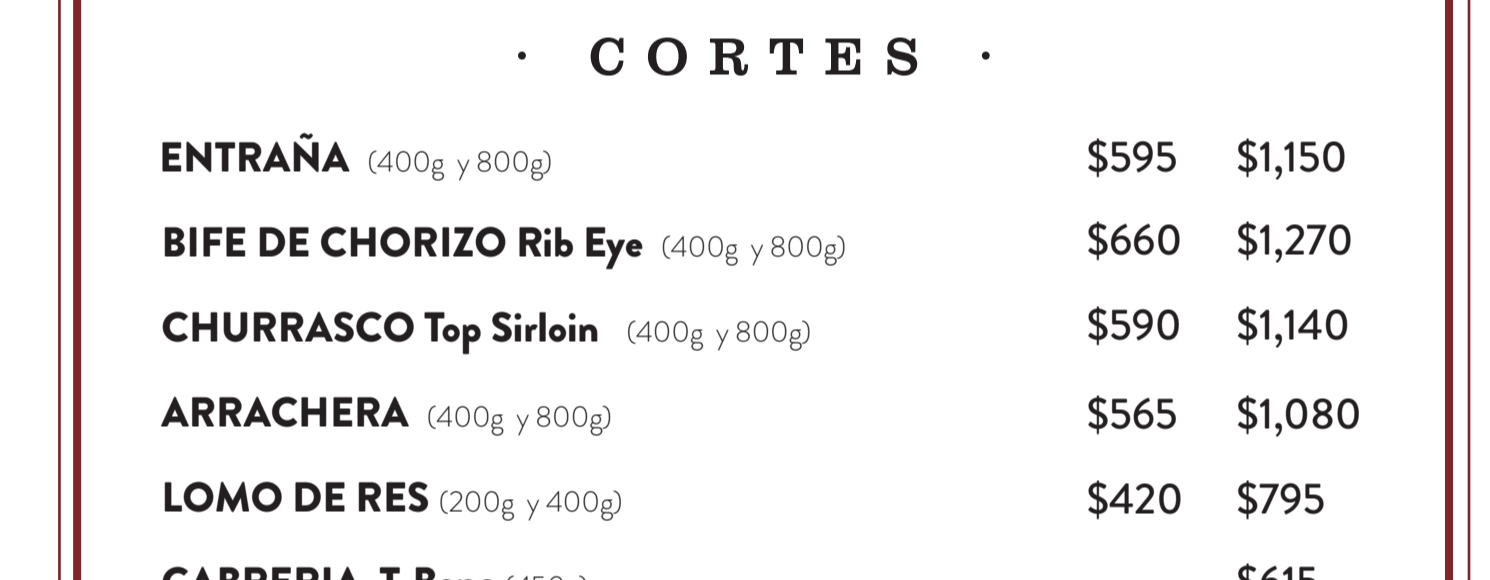 · CORTES ·
ENTRAÑA (400g y 800g) $595 $1,150
BIFE DE CHORIZO Rib Eye (400g y 800g) $660 $1,270
CHURRASCO Top Sirloin (400g y 800g) $590 $1,140
ARRACHERA (400g y 800g) $565 $1,080
LOMO DE RES (200g y 400g) $420 $795
$615